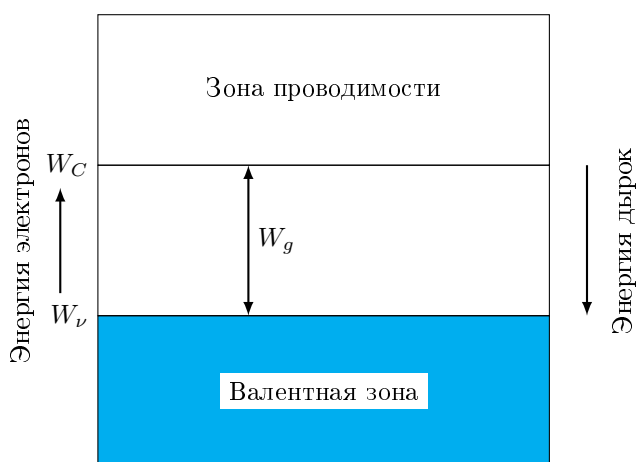 Зона проводимости
Энергия электронов
W_C
W_g
W_ν
Энергия дырок
Валентная зона